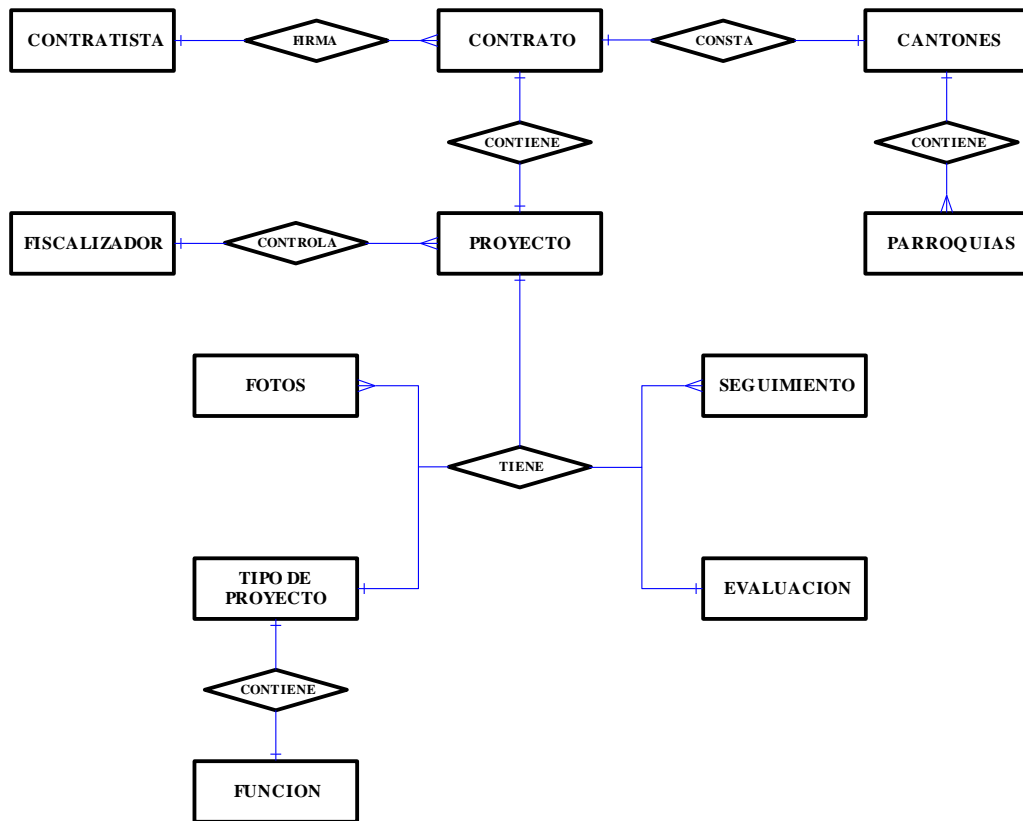 CONTRATISTA
FIRMA
CONTRATO
CONSTA
CANTONES
CONTIENE
CONTIENE
FISCALIZADOR
CONTROLA
PROYECTO
PARROQUIAS
FOTOS
SEGUIMIENTO
TIENE
TIPO DE
PROYECTO
EVALUACION
CONTIENE
FUNCION